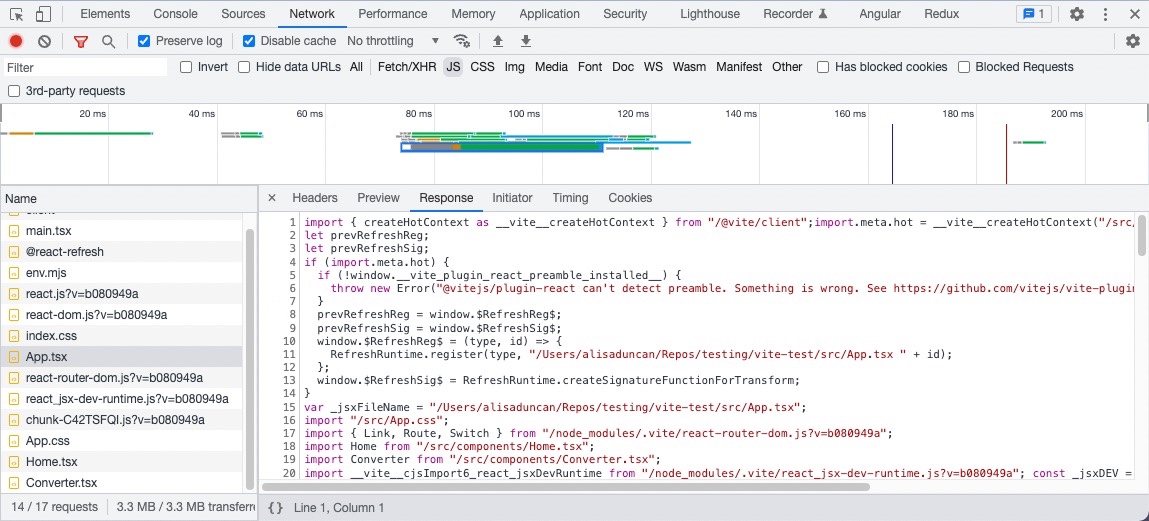 Elements Console Sources Network Performance Memory Application Security Lighthouse Recorder Angular Redux 1
Preserve log Disable cache No throttling
Filter Invert Hide data URLs All Fetch/XHR JS CSS Img Media Font Doc WS Wasm Manifest Other Has blocked cookies Blocked Requests
3rd-party requests
20 ms 40 ms 60 ms 80 ms 100 ms 120 ms 140 ms 160 ms 180 ms 200 ms
Name
client
main.tsx
@react-refresh
env.mjs
react.js?v=b080949a
react-dom.js?v=b080949a
index.css
App.tsx
react-router-dom.js?v=b080949a
react_jsx-dev-runtime.js?v=b080949a
chunk-C42TSFQI.js?v=b080949a
App.css
Home.tsx
Converter.tsx
14 / 17 requests 3.3 MB / 3.3 MB transferre
Headers Preview Response Initiator Timing Cookies
1 import { createHotContext as __vite__createHotContext } from "/@vite/client";import.meta.hot = __vite__createHotContext("/src/
2 let prevRefreshReg;
3 let prevRefreshSig;
4 if (import.meta.hot) {
5 if (!window.__vite_plugin_react_preamble_installed__) {
6 throw new Error("@vitejs/plugin-react can't detect preamble. Something is wrong. See https://github.com/vitejs/vite-plugin
7 }
8 prevRefreshReg = window.$RefreshReg$;
9 prevRefreshSig = window.$RefreshSig$;
10 window.$RefreshReg$ = (type, id) => {
11 RefreshRuntime.register(type, "/Users/alisaduncan/Repos/testing/vite-test/src/App.tsx " + id);
12 };
13 window.$RefreshSig$ = RefreshRuntime.createSignatureFunctionForTransform;
14 }
15 var _jsxFileName = "/Users/alisaduncan/Repos/testing/vite-test/src/App.tsx";
16 import "/src/App.css";
17 import { Link, Route, Switch } from "/node_modules/.vite/react-router-dom.js?v=b080949a";
18 import Home from "/src/components/Home.tsx";
19 import Converter from "/src/components/Converter.tsx";
20 import __vite__cjsImport6_react_jsxDevRuntime from "/node_modules/.vite/react_jsx-dev-runtime.js?v=b080949a"; const _jsxDEV =
{} Line 1, Column 1